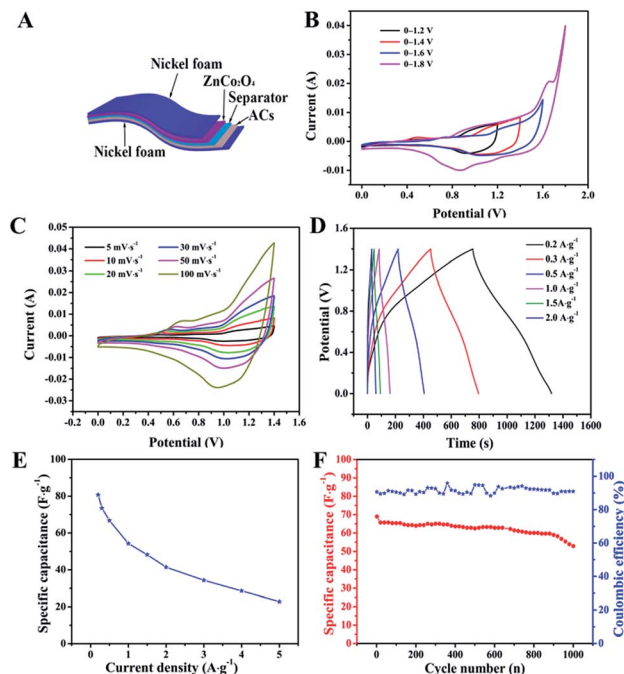 A
Nickel foam
ZnCo₂O₄
Separator
ACs
Nickel foam
B
0–1.2 V
0–1.4 V
0–1.6 V
0–1.8 V
0.04
0.03
0.02
0.01
0.00
-0.01
Current (A)
0.0 0.4 0.8 1.2 1.6 2.0
Potential (V)
C
5 mV·s⁻¹ 30 mV·s⁻¹
10 mV·s⁻¹ 50 mV·s⁻¹
20 mV·s⁻¹ 100 mV·s⁻¹
0.05
0.04
0.03
0.02
0.01
0.00
-0.01
-0.02
-0.03
Current (A)
0.0 0.2 0.4 0.6 0.8 1.0 1.2 1.4 1.6
Potential (V)
D
0.2 A·g⁻¹
0.3 A·g⁻¹
0.5 A·g⁻¹
1.0 A·g⁻¹
1.5A·g⁻¹
2.0 A·g⁻¹
1.6
1.2
0.8
0.4
0.0
Potential (V)
0 200 400 600 800 1000 1200 1400 1600
Time (s)
E
100
80
60
40
20
0
Specific capacitance (F·g⁻¹)
0 1 2 3 4 5
Current density (A·g⁻¹)
F
100
90
80
70
60
50
40
30
20
10
0
Specific capacitance (F·g⁻¹)
100
80
60
40
20
0
Coulombic efficiency (%)
0 200 400 600 800 1000
Cycle number (n)